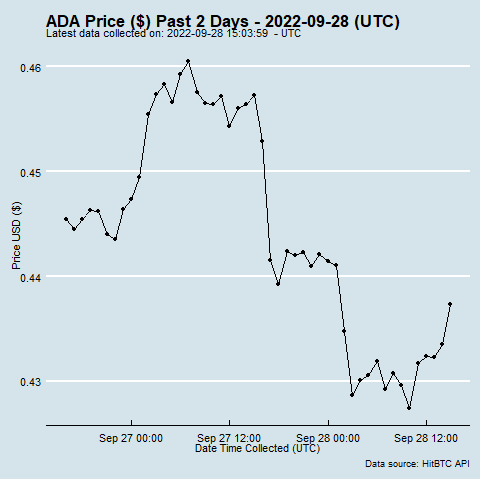 ADA Price ($) Past 2 Days - 2022-09-28 (UTC)
Latest data collected on: 2022-09-28 15:03:59 - UTC
0.46
0.45
0.44
0.43
Price USD ($)
Sep 27 00:00 Sep 27 12:00 Sep 28 00:00 Sep 28 12:00
Date Time Collected (UTC)
Data source: HitBTC API